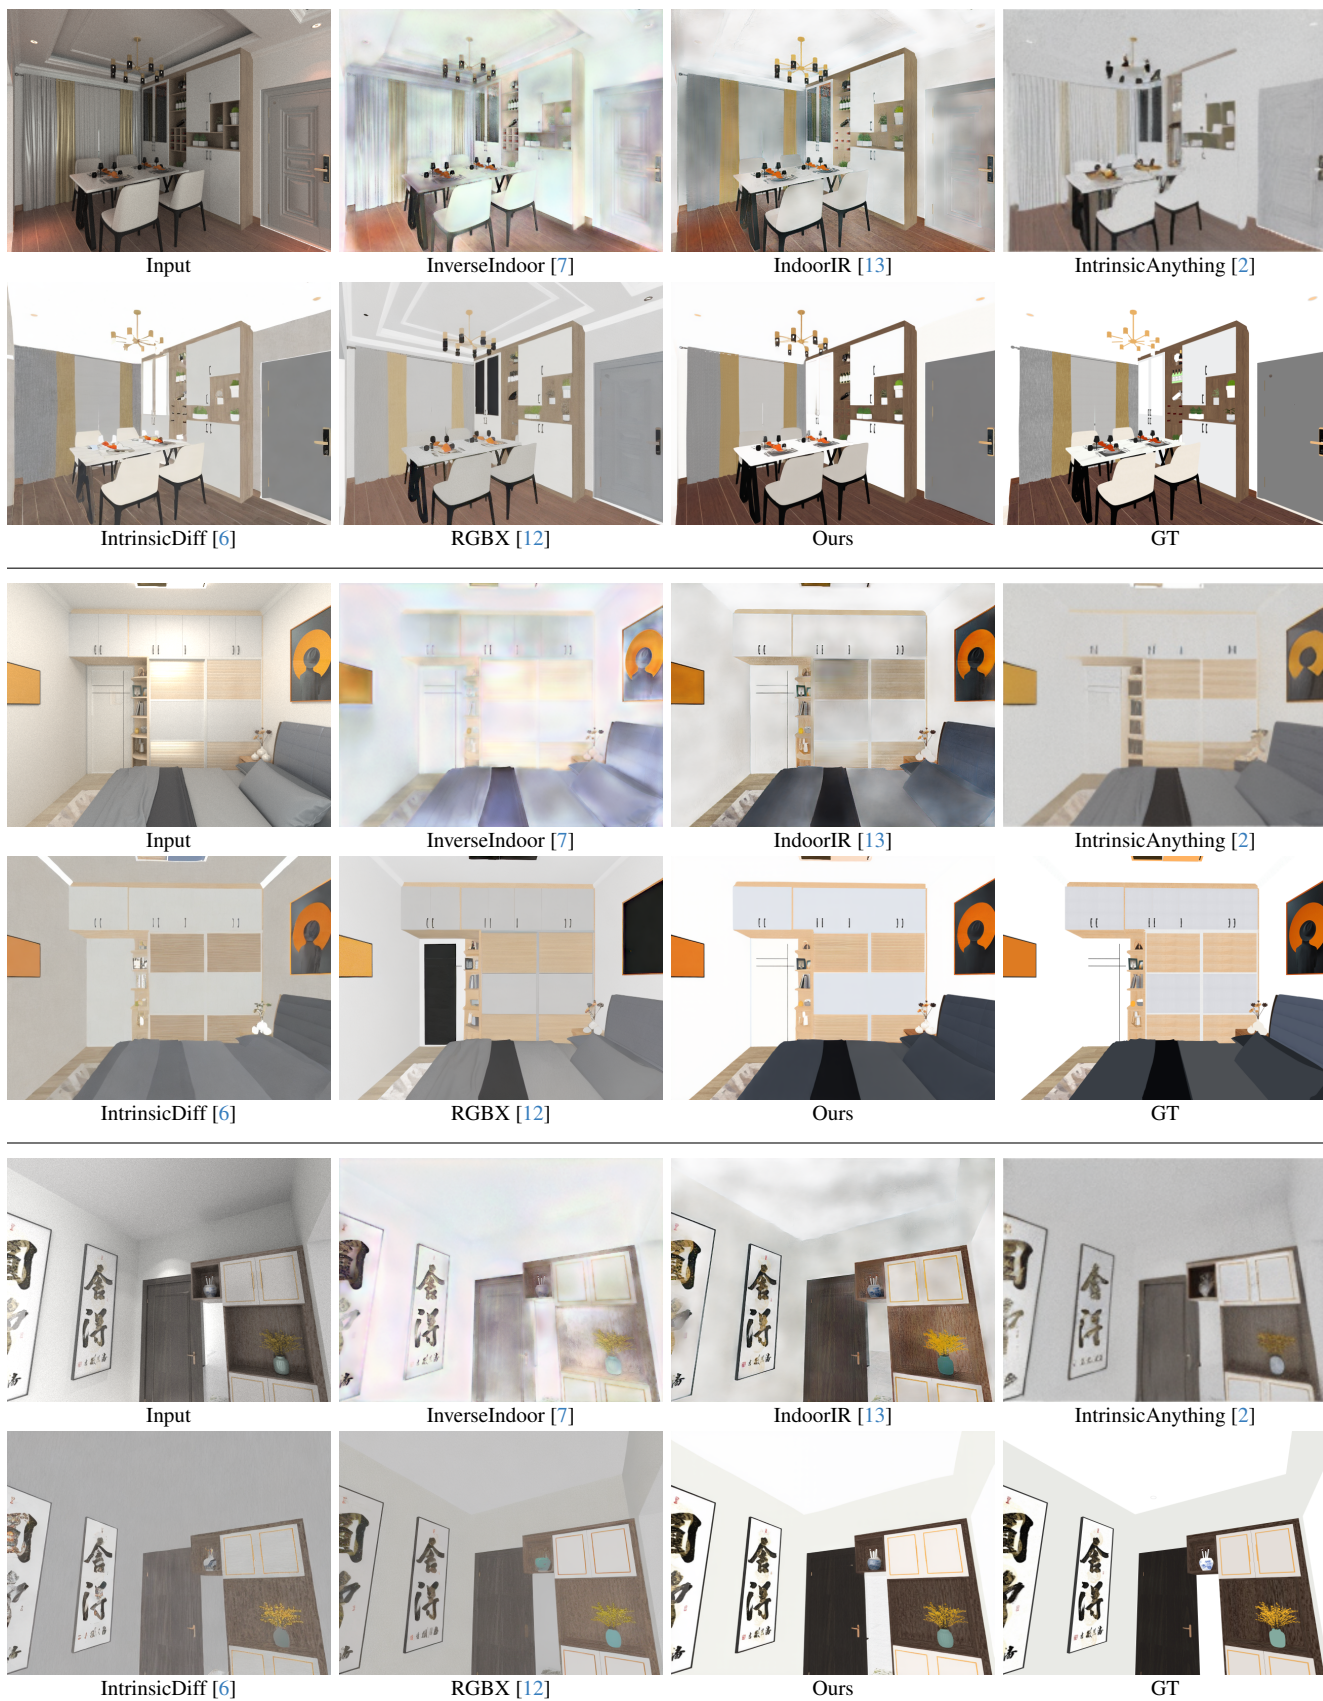 Input
InverseIndoor [7]
IndoorIR [13]
IntrinsicAnything [2]
IntrinsicDiff [6]
RGBX [12]
Ours
GT
Input
InverseIndoor [7]
IndoorIR [13]
IntrinsicAnything [2]
IntrinsicDiff [6]
RGBX [12]
Ours
GT
Input
InverseIndoor [7]
IndoorIR [13]
IntrinsicAnything [2]
IntrinsicDiff [6]
RGBX [12]
Ours
GT